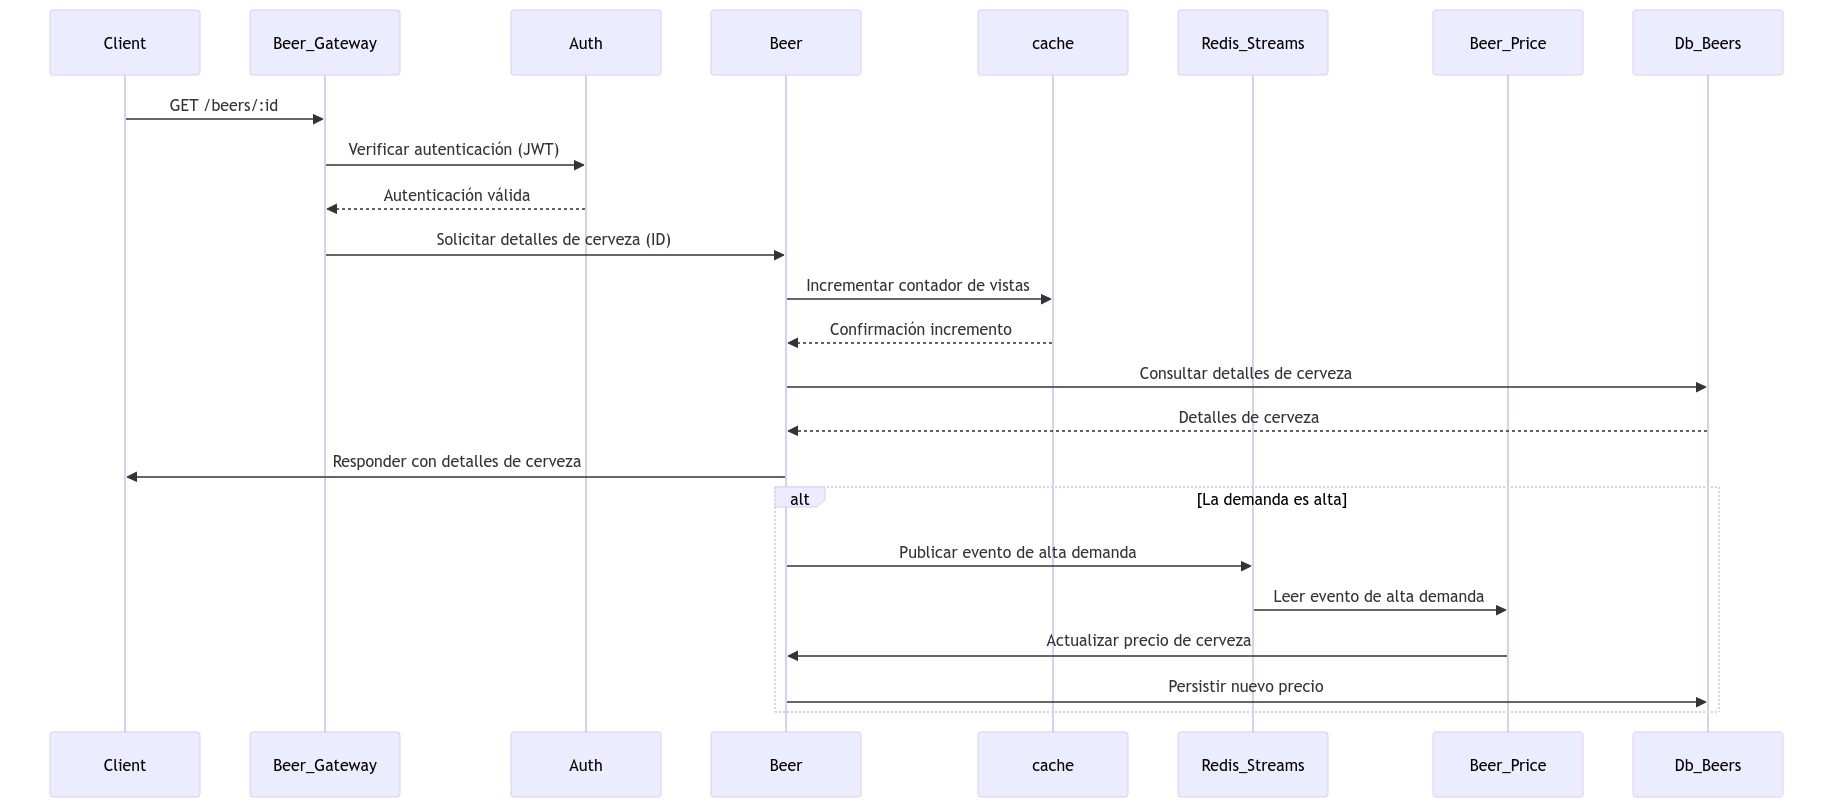 Client
Beer_Gateway
Auth
Beer
cache
Redis_Streams
Beer_Price
Db_Beers
GET /beers/:id
Verificar autenticación (JWT)
Autenticación válida
Solicitar detalles de cerveza (ID)
Incrementar contador de vistas
Confirmación incremento
Consultar detalles de cerveza
Detalles de cerveza
Responder con detalles de cerveza
alt
[La demanda es alta]
Publicar evento de alta demanda
Leer evento de alta demanda
Actualizar precio de cerveza
Persistir nuevo precio
Client
Beer_Gateway
Auth
Beer
cache
Redis_Streams
Beer_Price
Db_Beers